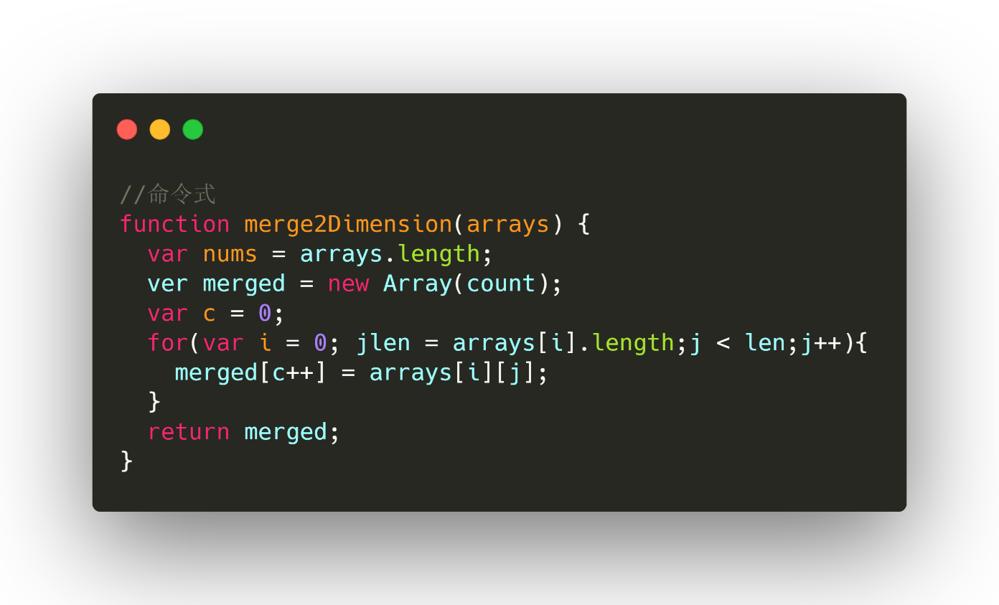 //命令式
function merge2Dimension(arrays) {
  var nums = arrays.length;
  ver merged = new Array(count);
  var c = 0;
  for(var i = 0; jlen = arrays[i].length;j < len;j++){
    merged[c++] = arrays[i][j];
  }
  return merged;
}